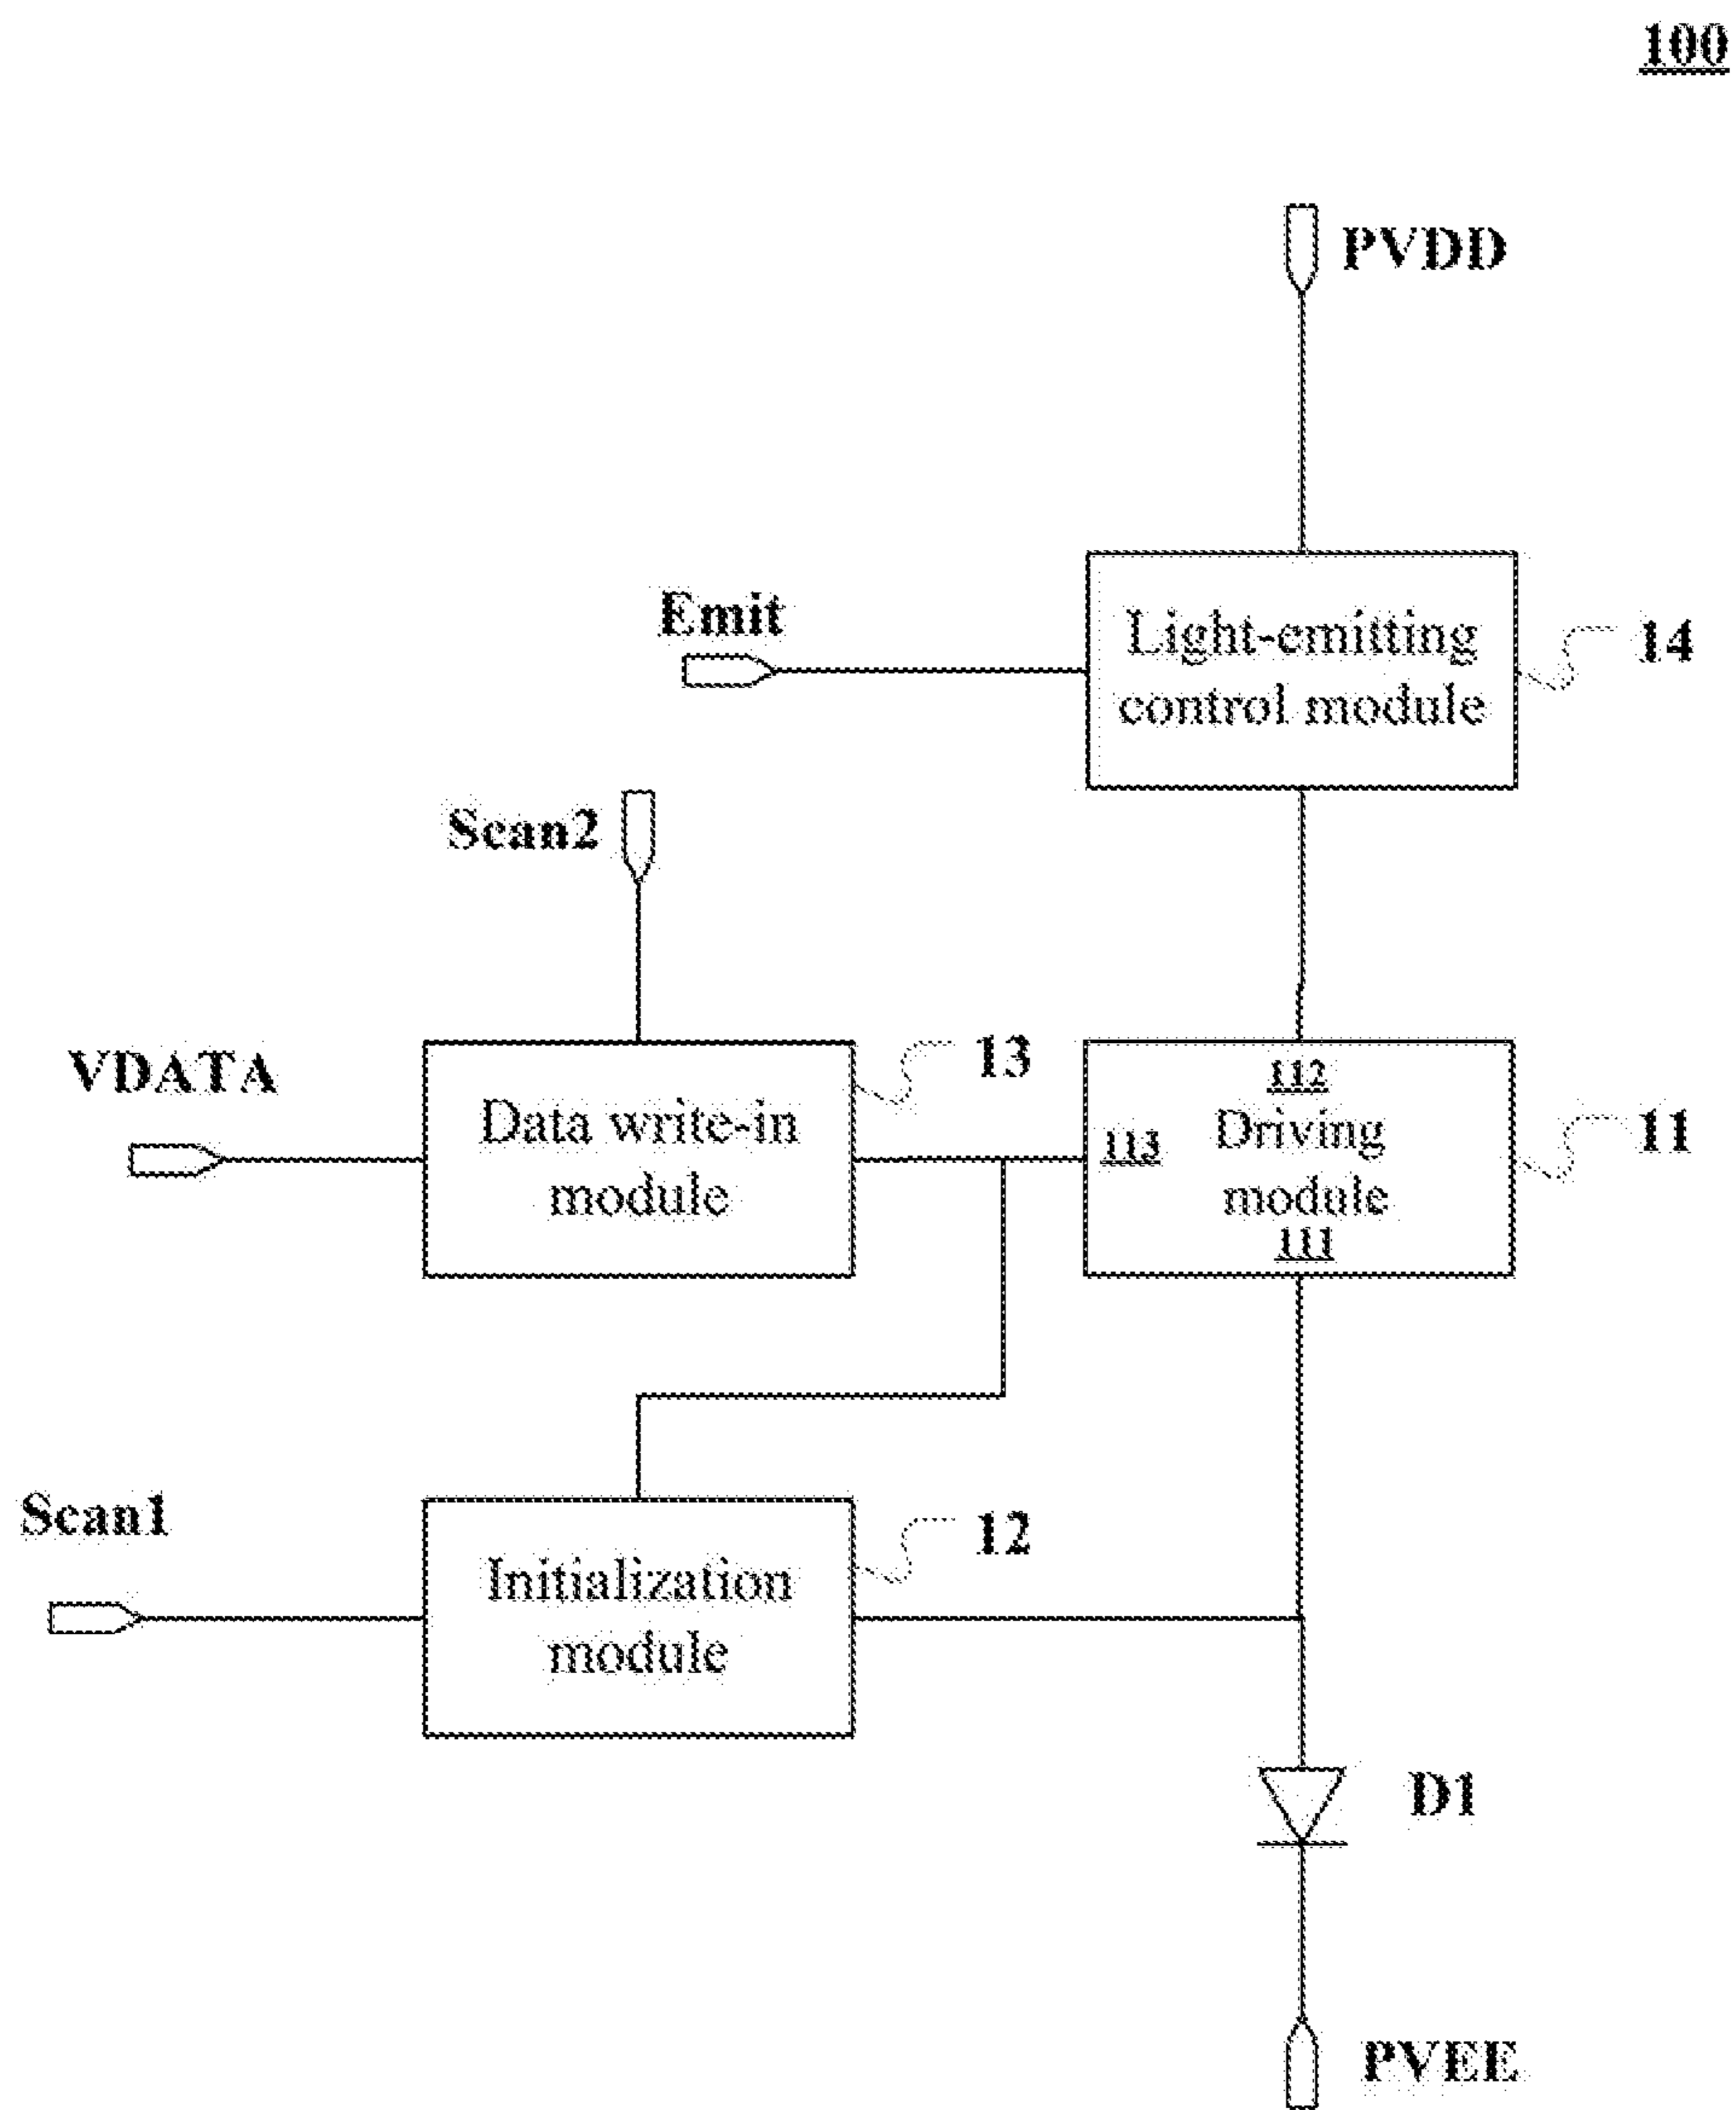 100
PVDD
Emit
Light-emitting
control module
14
Scan2
VDATA
13
Data write-in
module
112
113
Driving
module
111
11
Scan1
12
Initialization
module
D1
PVEE